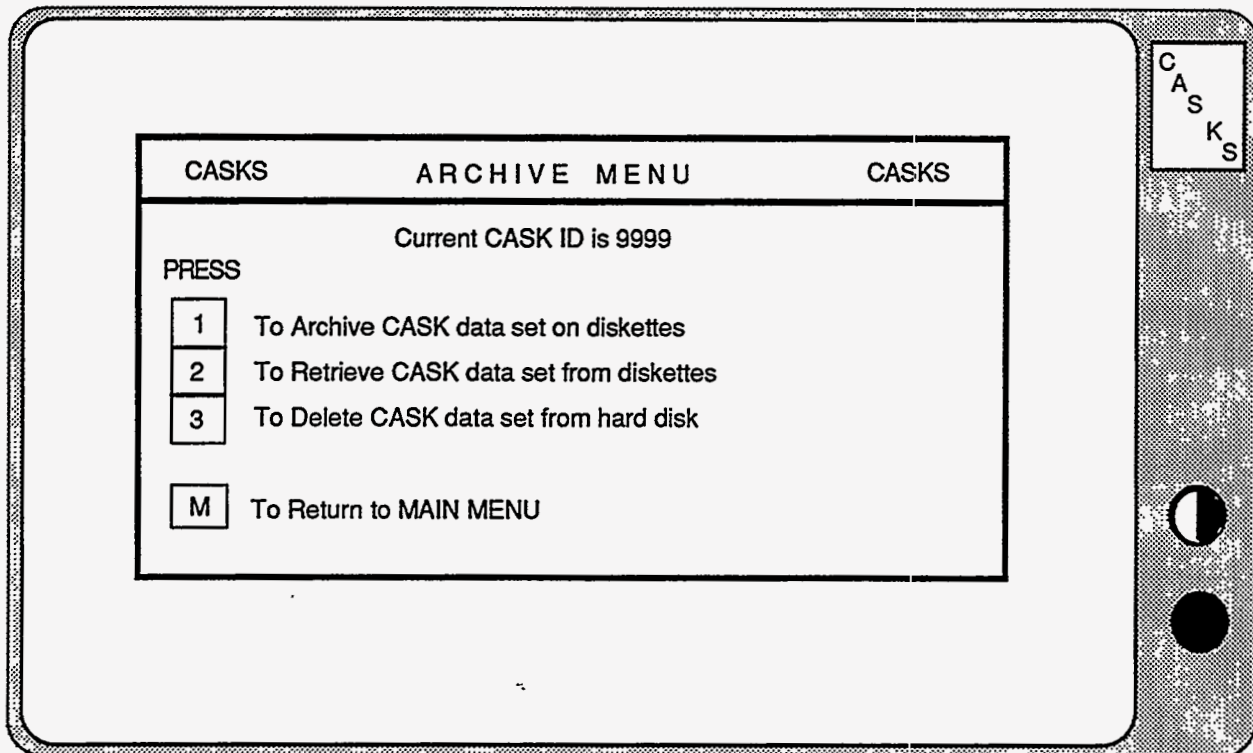 CASKS
CASKS ARCHIVE MENU CASKS
Current CASK ID is 9999
PRESS
1 To Archive CASK data set on diskettes
2 To Retrieve CASK data set from diskettes
3 To Delete CASK data set from hard disk
M To Return to MAIN MENU